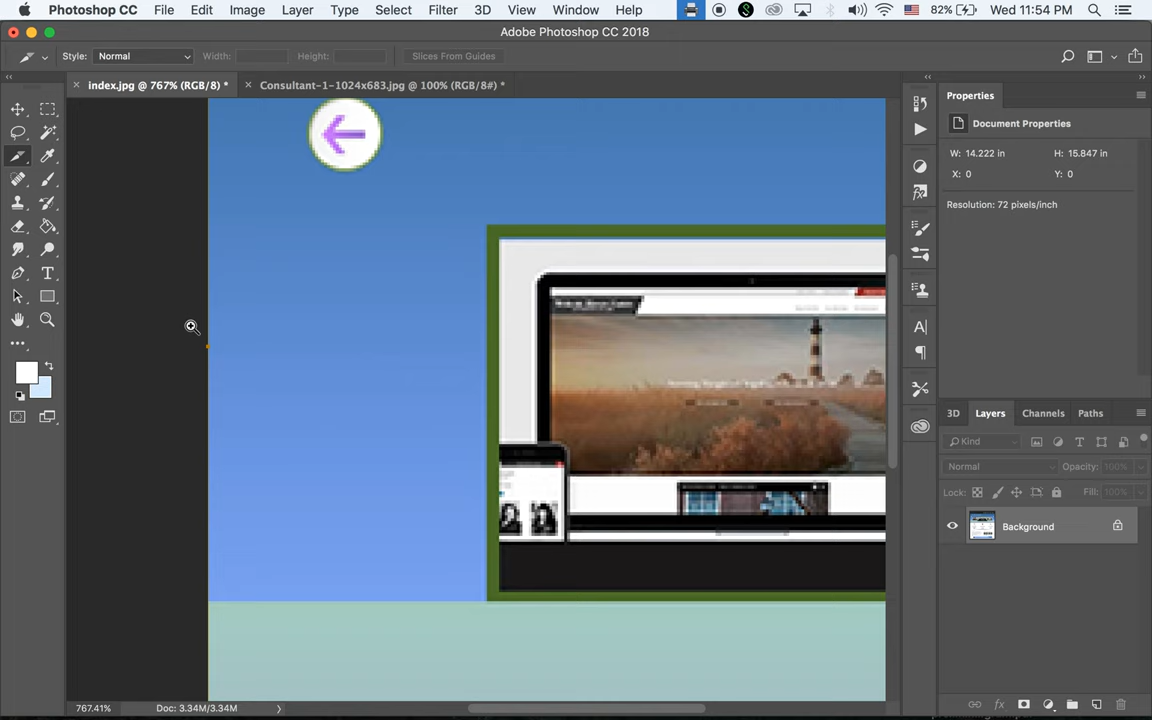 Photoshop CC File Edit Image Layer Type Select Filter 3D View Window Help 82% Wed 11:54 PM
Adobe Photoshop CC 2018
Style: Normal Width: Height: Slices From Guides
index.jpg @ 767% (RGB/8) * Consultant-1-1024x683.jpg @ 100% (RGB/8#) *
Properties
Document Properties
W: 14.222 in H: 15.847 in
X: 0 Y: 0
Resolution: 72 pixels/inch
3D Layers Channels Paths
Kind
Normal Opacity: 100%
Lock: Fill: 100%
Background
767.41% Doc: 3.34M/3.34M